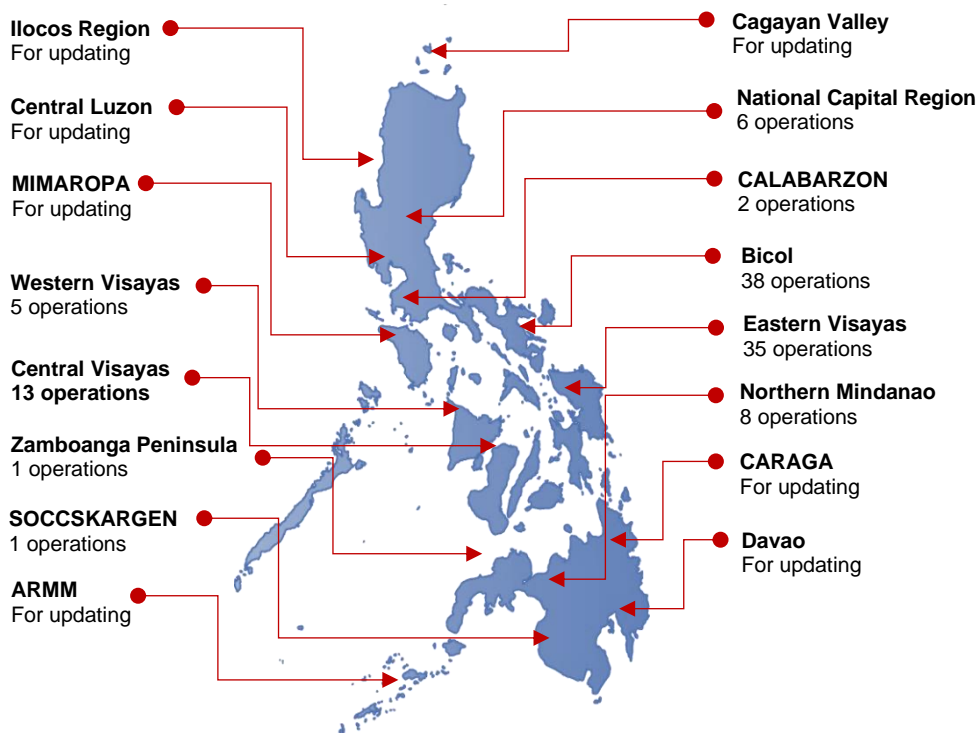 Ilocos Region
For updating
Central Luzon
For updating
MIMAROPA
For updating
Western Visayas
5 operations
Central Visayas
13 operations
Zamboanga Peninsula
1 operations
SOCCSKARGEN
1 operations
ARMM
For updating
Cagayan Valley
For updating
National Capital Region
6 operations
CALABARZON
2 operations
Bicol
38 operations
Eastern Visayas
35 operations
Northern Mindanao
8 operations
CARAGA
For updating
Davao
For updating